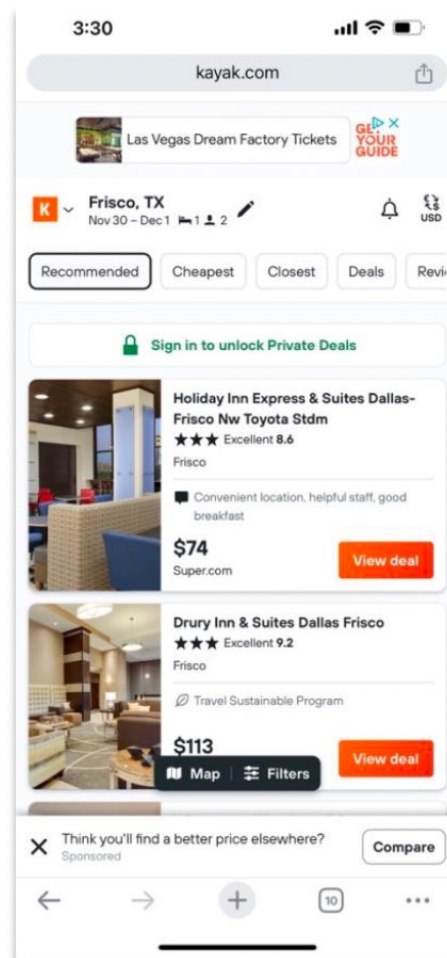 3:30
kayak.com
Las Vegas Dream Factory Tickets
GET
YOUR
GUIDE
K
Frisco, TX
Nov 30 – Dec 1 1 2
USD
Recommended
Cheapest
Closest
Deals
Revi
Sign in to unlock Private Deals
Holiday Inn Express & Suites Dallas-
Frisco Nw Toyota Stdm
★★★ Excellent 8.6
Frisco
Convenient location, helpful staff, good
breakfast
$74
Super.com
View deal
Drury Inn & Suites Dallas Frisco
★★★ Excellent 9.2
Frisco
Travel Sustainable Program
$113
View deal
Map
Filters
Think you'll find a better price elsewhere?
Sponsored
Compare
10